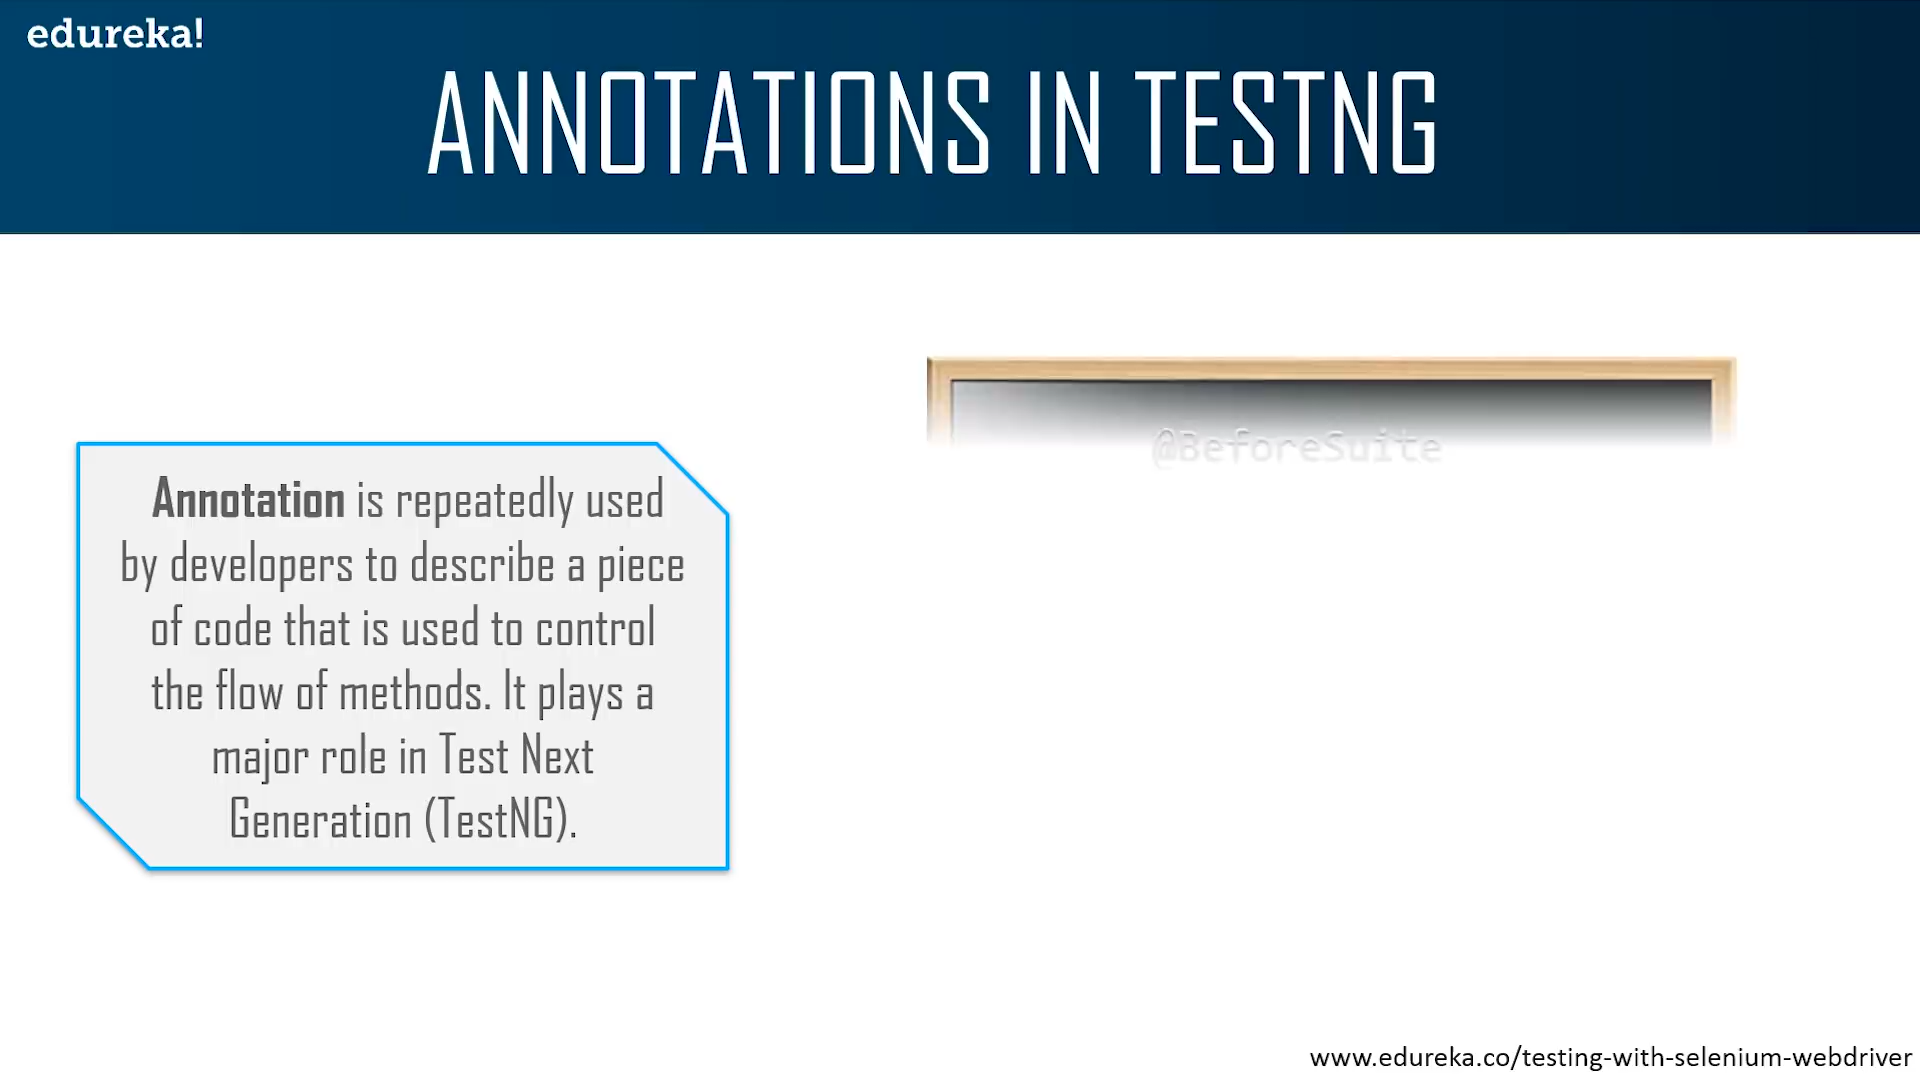 edureka!
ANNOTATIONS IN TESTNG
@BeforeSuite
Annotation is repeatedly used
by developers to describe a piece
of code that is used to control
the flow of methods. It plays a
major role in Test Next
Generation (TestNG).
www.edureka.co/testing-with-selenium-webdriver